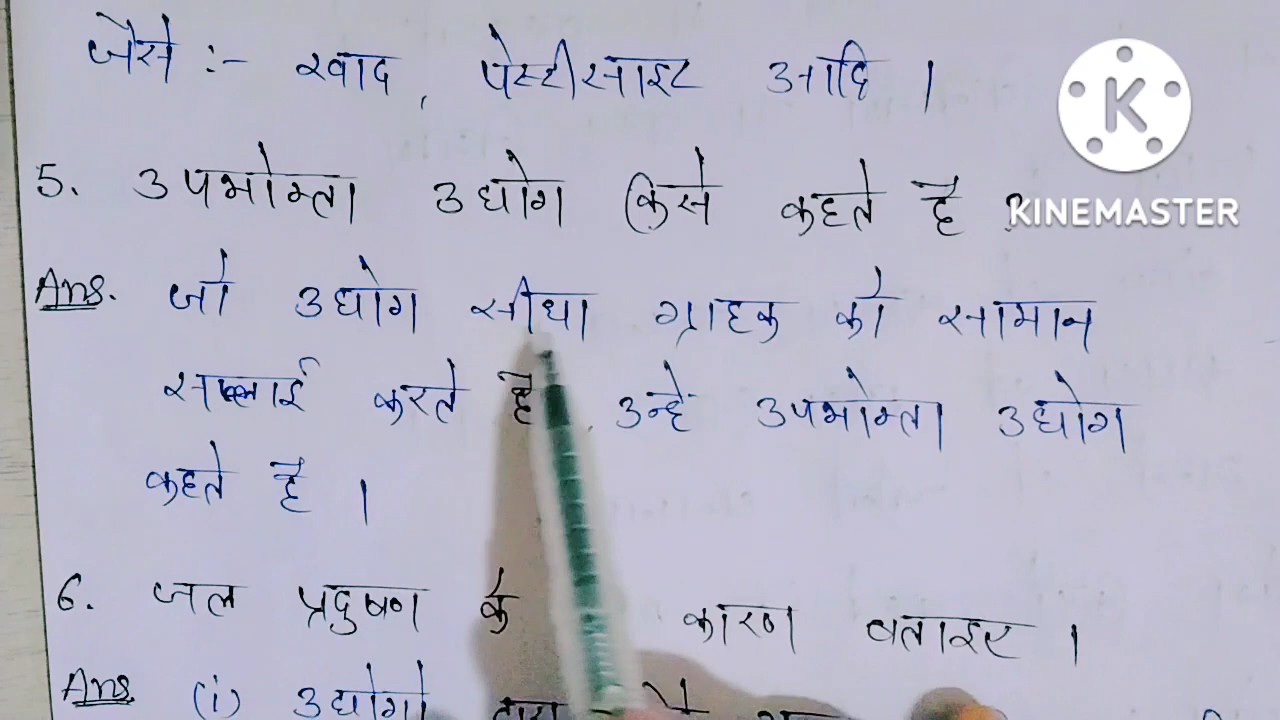 जैसे :- खाद, पेस्टीसाइट आदि ।
5. उपभोग्ता उद्योग किसे कहते है ?
KINEMASTER
Ans. जो उद्योग सीधा ग्राहक को सामान
सप्लाई करते है, उन्हें उपभोग्ता उद्योग
कहते है ।
6. जल प्रदुषण के कारण बताइए ।
Ans (i) उद्योगो द्वारा